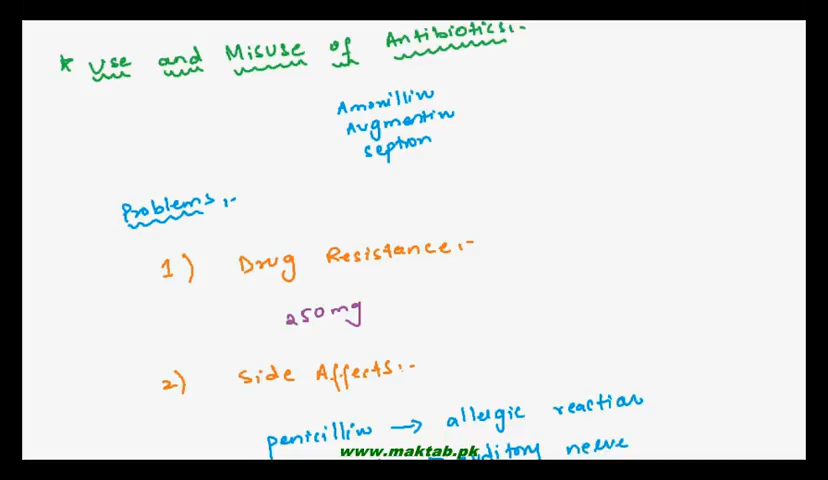 * Use and Misuse of Antibiotics:-
Amoxillin
Augmentin
septron
Problems:-
1) Drug Resistance:-
250mg
2) Side Affects:-
penicillin → allergic reaction
→ auditory nerve
www.maktab.pk